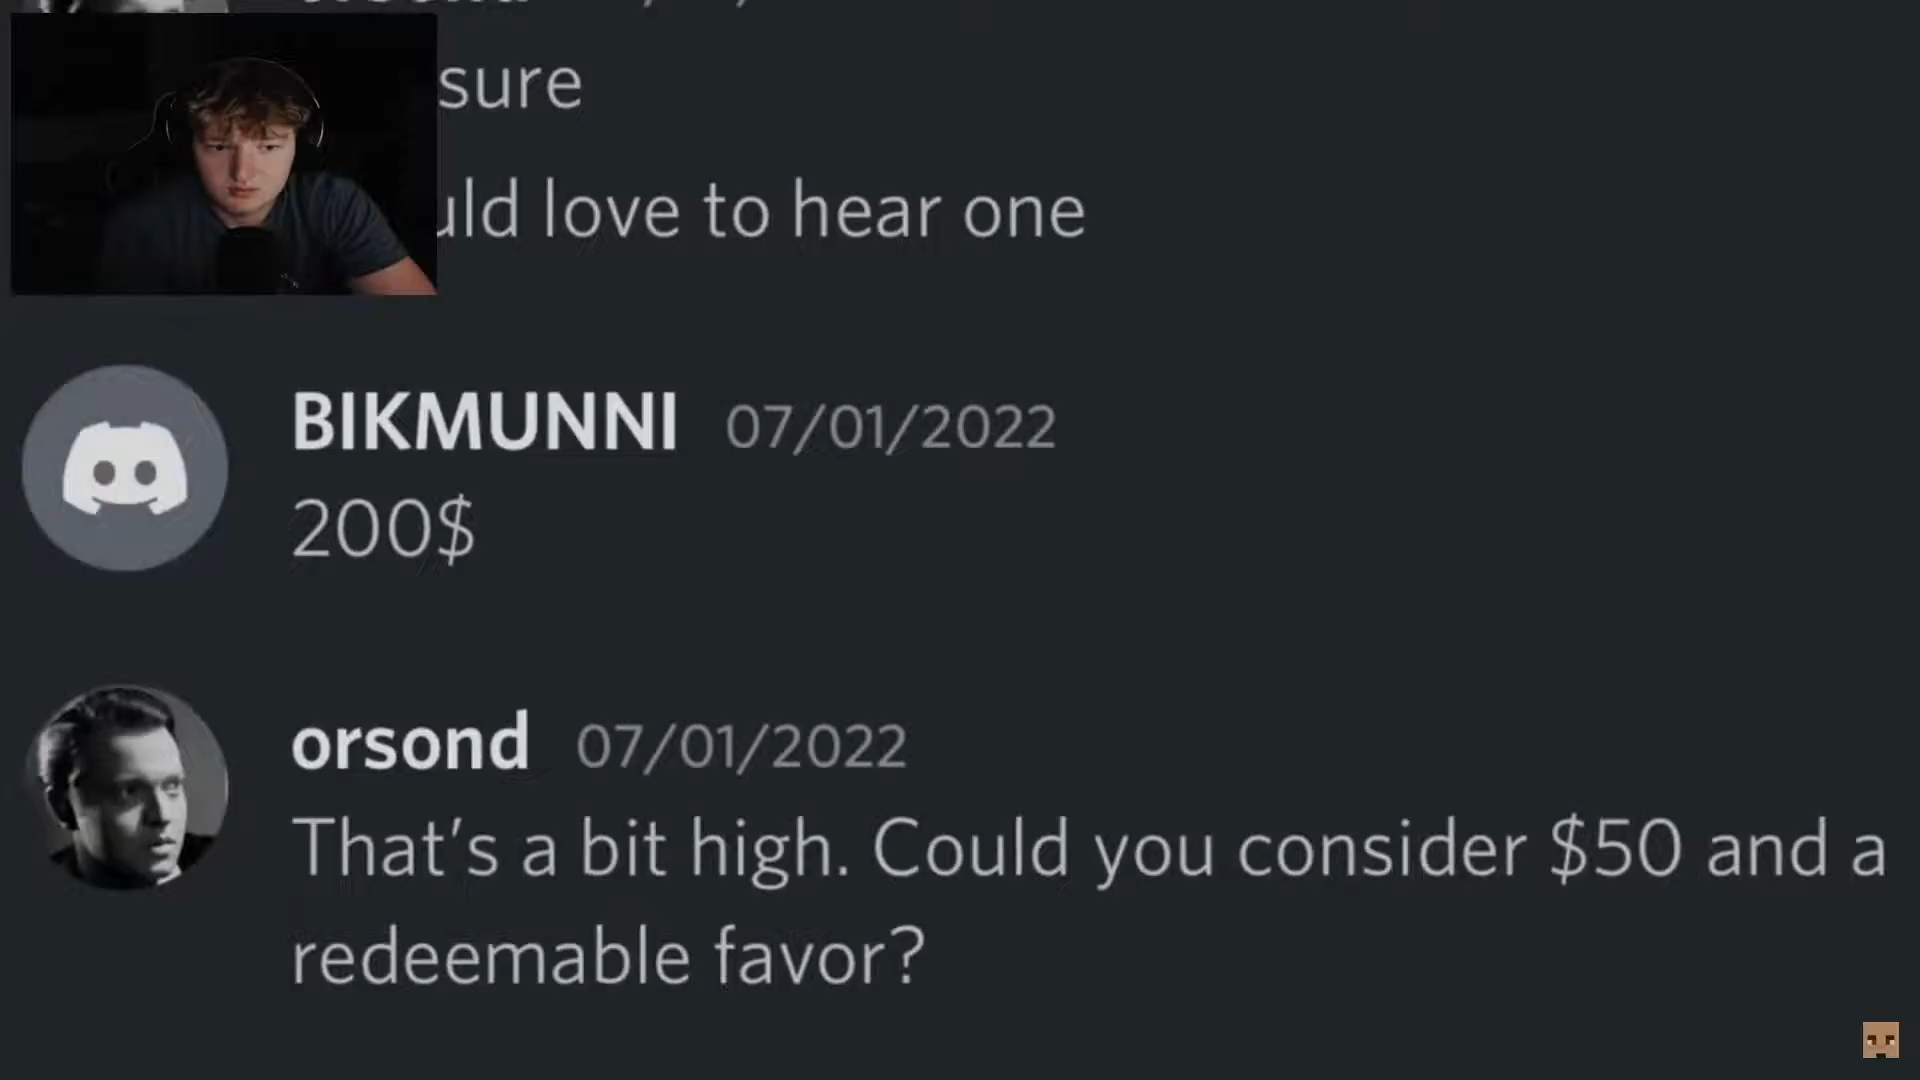 sure
uld love to hear one
BIKMUNNI 07/01/2022
200$
orsond 07/01/2022
That's a bit high. Could you consider $50 and a
redeemable favor?